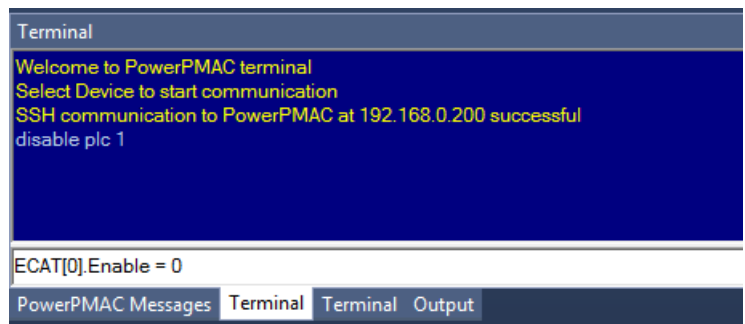 Terminal
Welcome to PowerPMAC terminal
Select Device to start communication
SSH communication to PowerPMAC at 192.168.0.200 successful
disable plc 1
ECAT[0].Enable = 0
PowerPMAC Messages Terminal Terminal Output